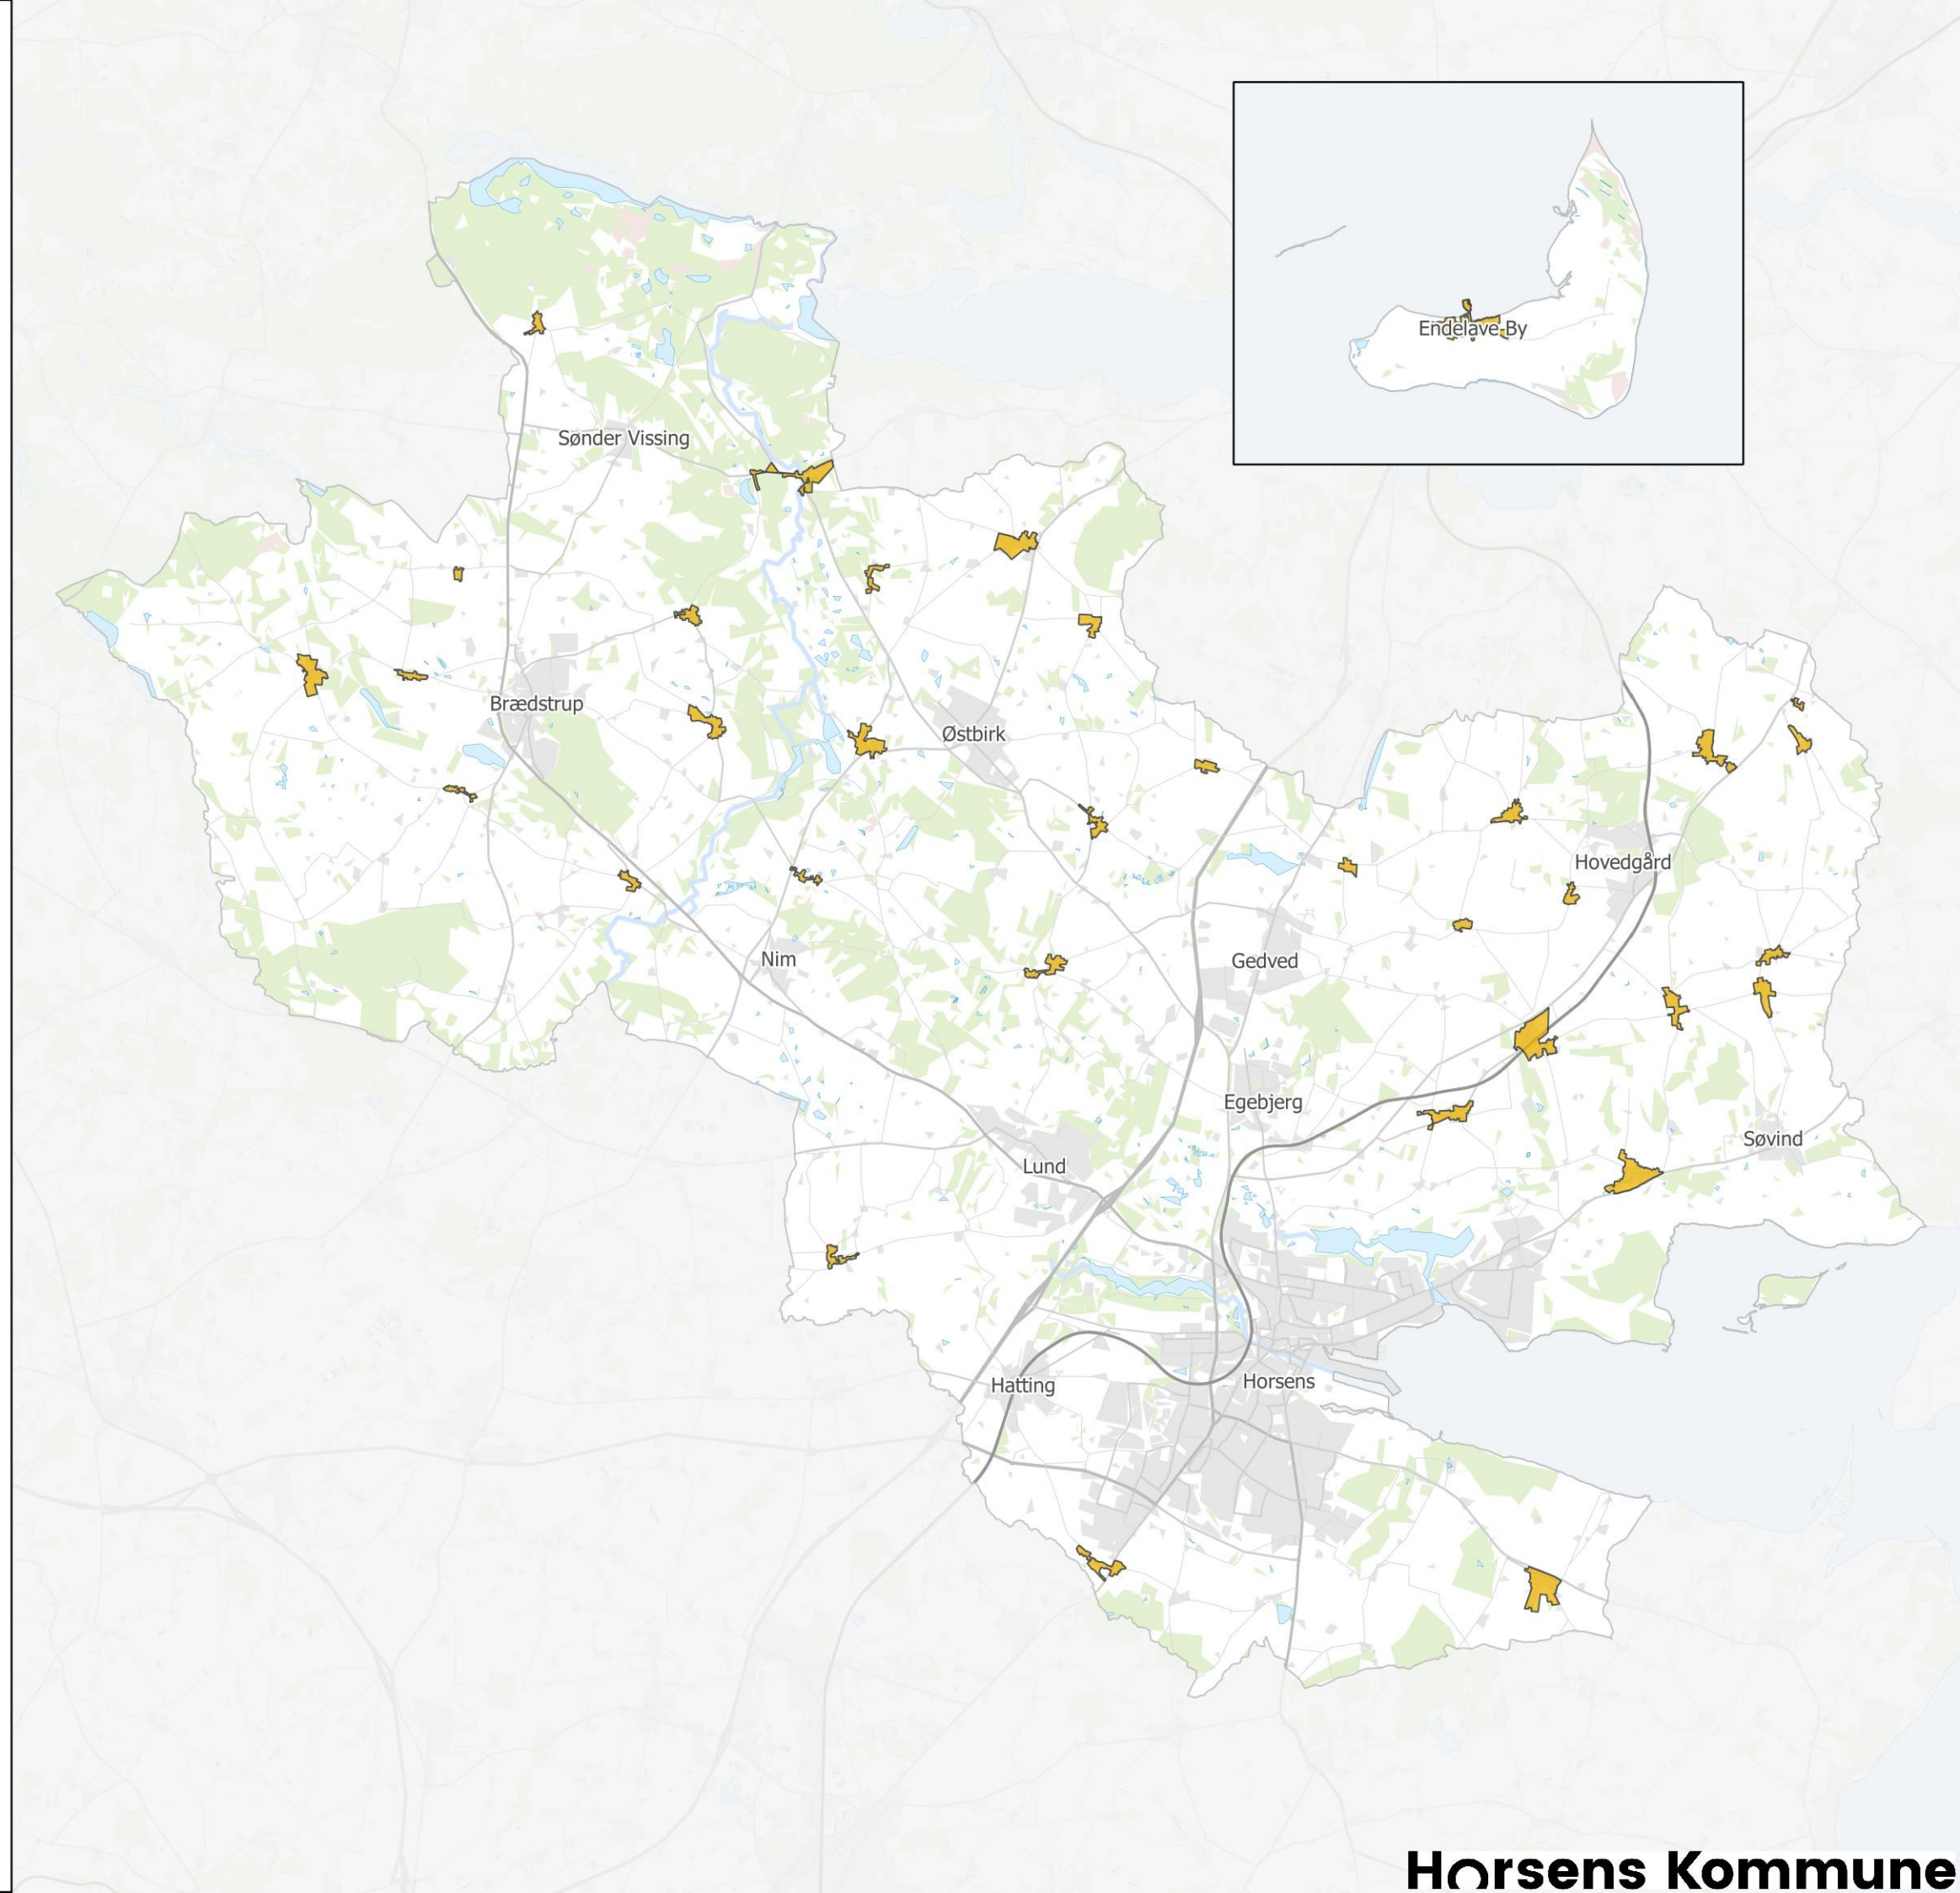 Endelave By
Sønder Vissing
Brædstrup
Østbirk
Hovedgård
Nim
Gedved
Egebjerg
Søvind
Lund
Horsens
Hatting
Horsens Kommune